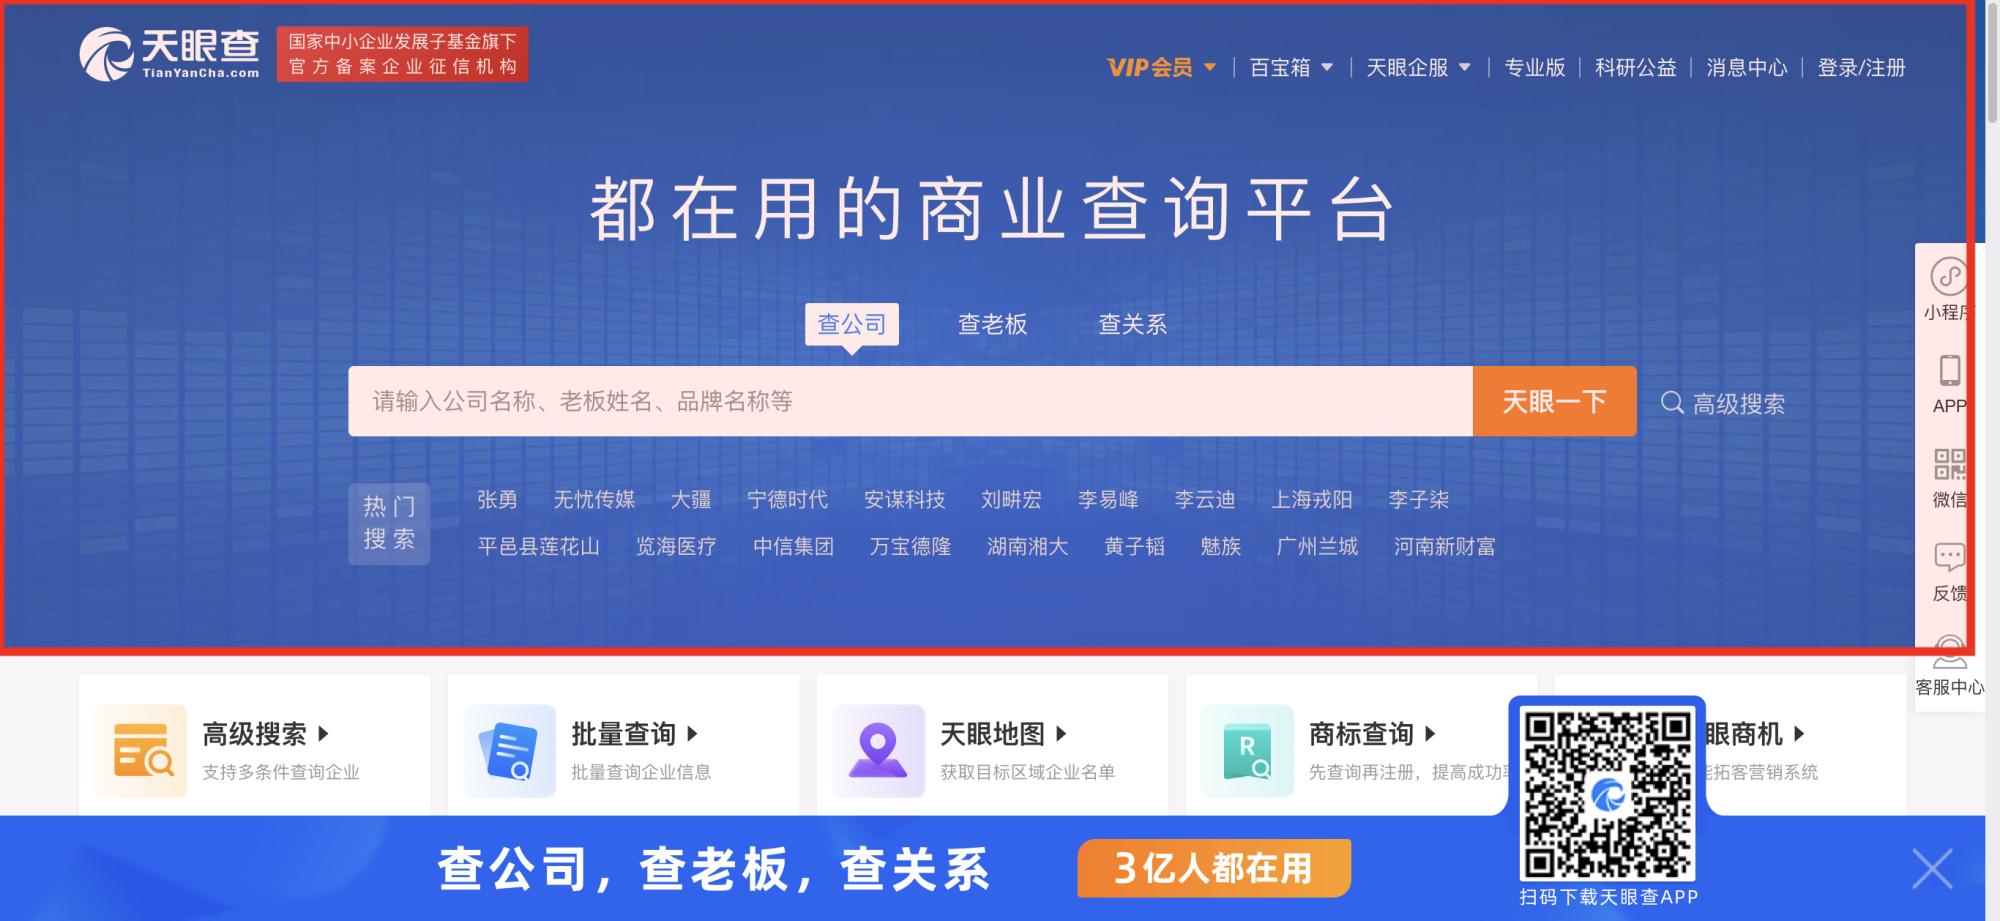 天眼查
TianYanCha.com
国家中小企业发展子基金旗下
官方备案企业征信机构
VIP会员
百宝箱
天眼企服
专业版
科研公益
消息中心
登录/注册
都在用的商业查询平台
查公司
查老板
查关系
请输入公司名称、老板姓名、品牌名称等
天眼一下
高级搜索
热门
搜索
张勇 无忧传媒 大疆 宁德时代 安谋科技 刘畊宏 李易峰 李云迪 上海戎阳 李子柒
平邑县莲花山 览海医疗 中信集团 万宝德隆 湖南湘大 黄子韬 魅族 广州兰城 河南新财富
小程序
APP
微信
反馈
客服中心
高级搜索
支持多条件查询企业
批量查询
批量查询企业信息
天眼地图
获取目标区域企业名单
商标查询
先查询再注册，提高成功
R
眼商机
拓客营销系统
查公司，查老板，查关系
3亿人都在用
扫码下载天眼查APP